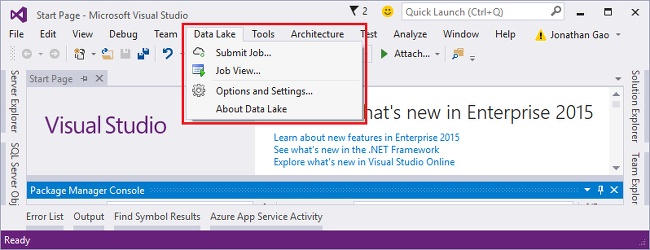 Start Page - Microsoft Visual Studio
2
Quick Launch (Ctrl+Q)
File Edit View Debug Team Data Lake Tools Architecture Test Analyze Window Help Jonathan Gao
Submit Job...
Attach...
Job View...
Options and Settings...
About Data Lake
Server Explorer
SQL Server Obj
Start Page
Visual Studio
hat's new in Enterprise 2015
Learn about new features in Enterprise 2015
See what's new in the .NET Framework
Explore what's new in Visual Studio Online
Solution Explorer
Team Explor
Package Manager Console
Error List Output Find Symbol Results Azure App Service Activity
Ready